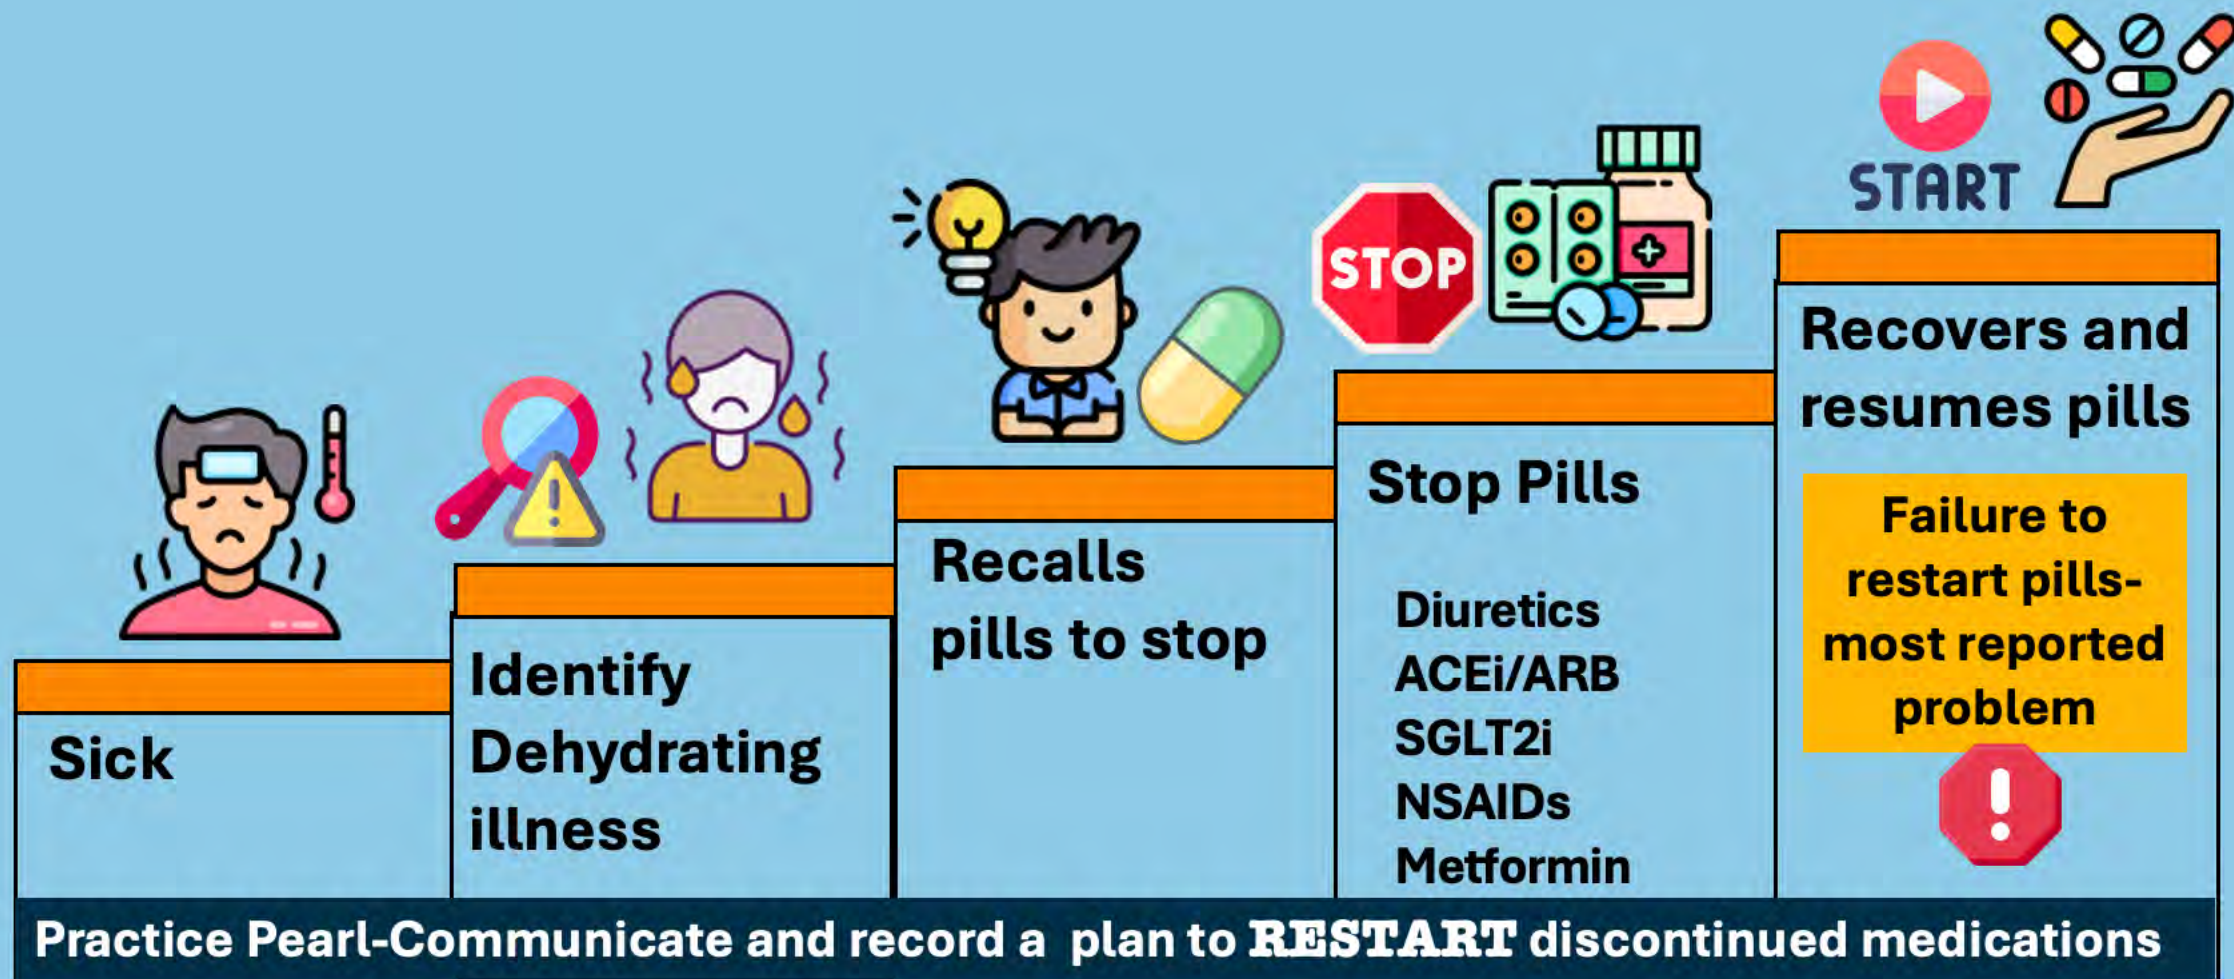 Sick
Identify
Dehydrating
illness
Recalls
pills to stop
STOP
Stop Pills
Diuretics
ACEi/ARB
SGLT2i
NSAIDs
Metformin
START
Recovers and
resumes pills
Failure to
restart pills-
most reported
problem
Practice Pearl-Communicate and record a plan to RESTART discontinued medications